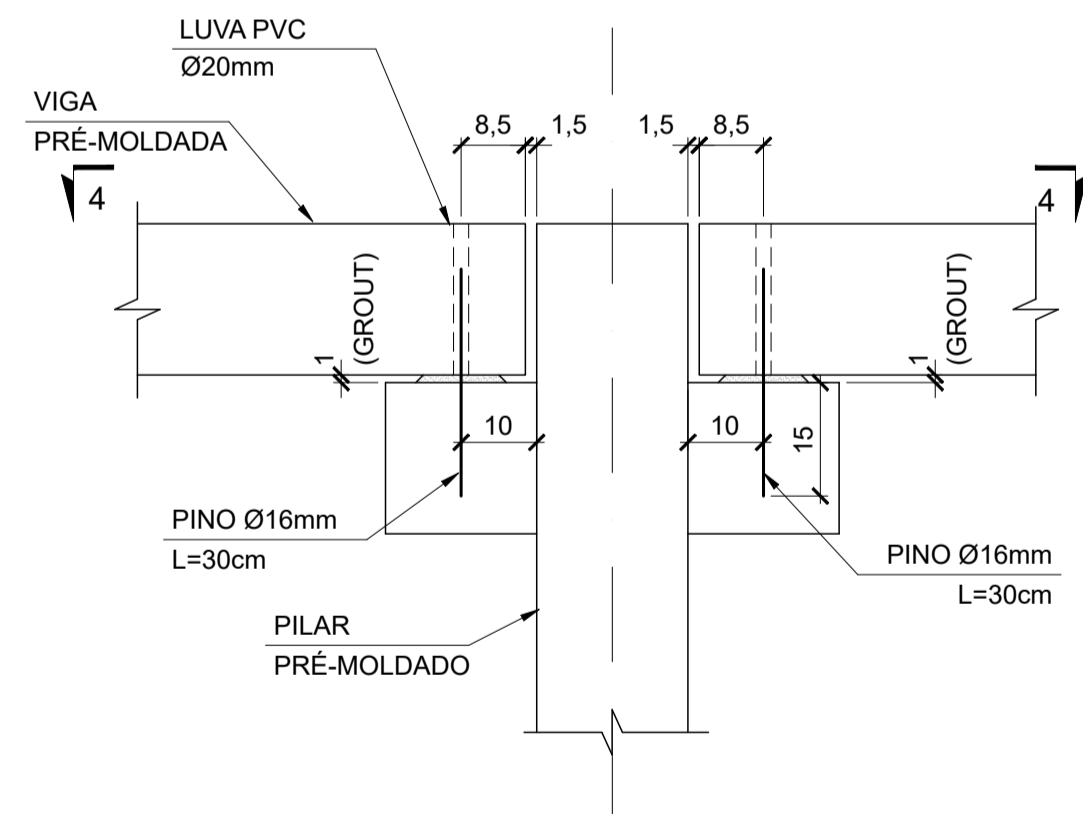 LUVA PVC
Ø20mm
VIGA
PRÉ-MOLDADA
8,5
1,5
1,5
8,5
4
4
1
(GROUT)
1
(GROUT)
10
10
15
PINO Ø16mm
L=30cm
PINO Ø16mm
L=30cm
PILAR
PRÉ-MOLDADO